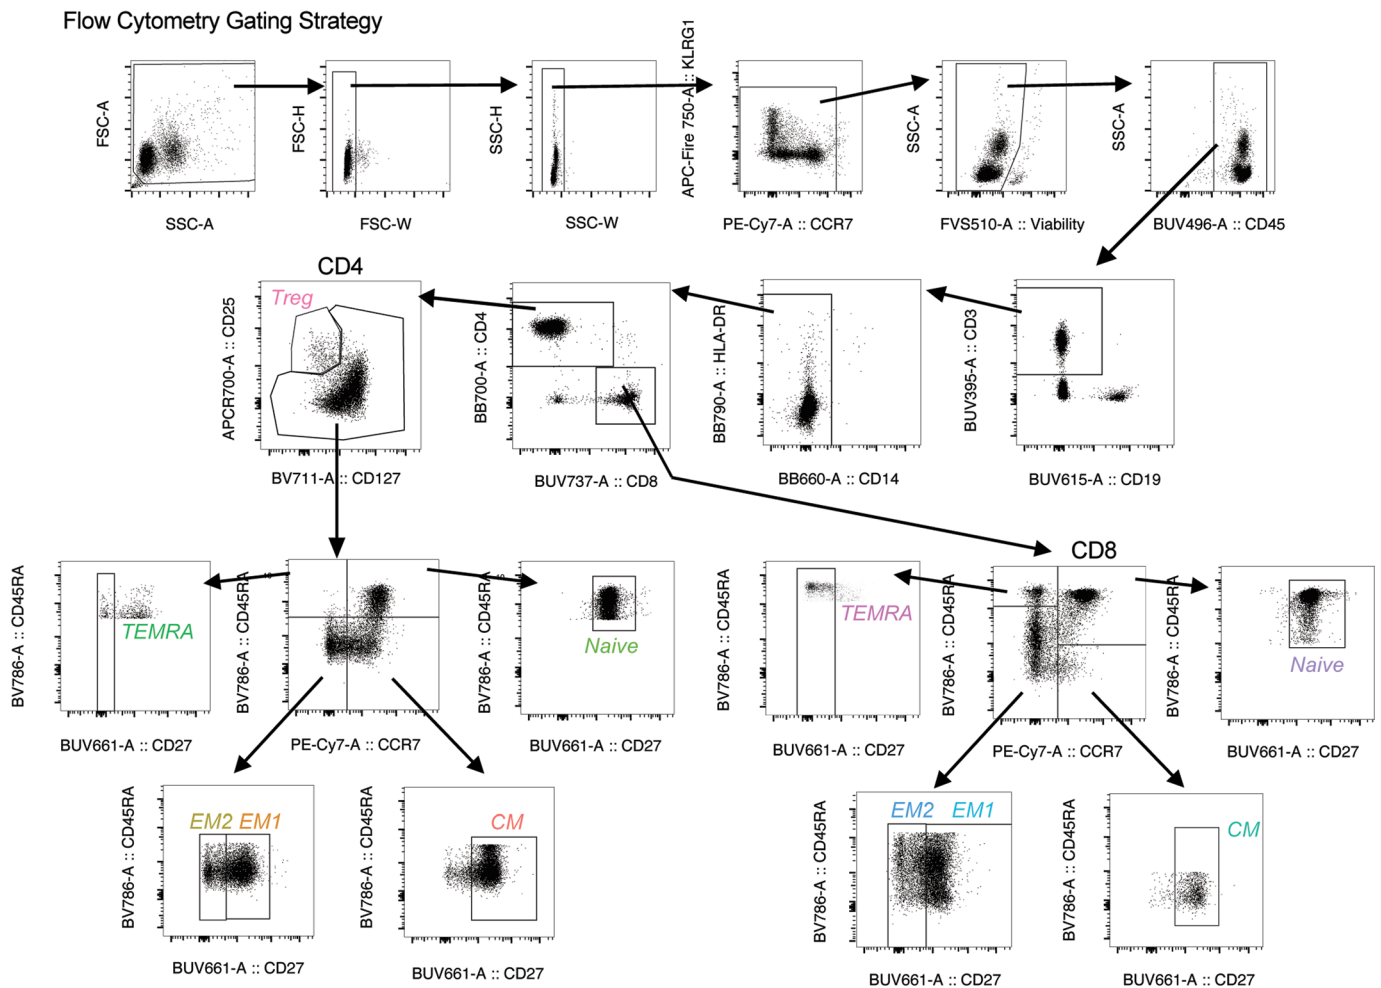 Flow Cytometry Gating Strategy
FSC-A
SSC-A
FSC-H
FSC-W
SSC-H
SSC-W
APC-Fire 750-A :: KLRG1
PE-Cy7-A :: CCR7
SSC-A
FVS510-A :: Viability
SSC-A
BUV496-A :: CD45
CD4
Treg
APCR700-A :: CD25
BV711-A :: CD127
BB700-A :: CD4
BUV737-A :: CD8
BB790-A :: HLA-DR
BB660-A :: CD14
BUV395-A :: CD3
BUV615-A :: CD19
BV786-A :: CD45RA
TEMRA
BUV661-A :: CD27
BV786-A :: CD45RA
PE-Cy7-A :: CCR7
BV786-A :: CD45RA
Naive
BUV661-A :: CD27
CD8
BV786-A :: CD45RA
TEMRA
BUV661-A :: CD27
BV786-A :: CD45RA
PE-Cy7-A :: CCR7
BV786-A :: CD45RA
Naive
BUV661-A :: CD27
BV786-A :: CD45RA
EM2 EM1
BUV661-A :: CD27
BV786-A :: CD45RA
CM
BUV661-A :: CD27
BV786-A :: CD45RA
EM2 EM1
BUV661-A :: CD27
BV786-A :: CD45RA
CM
BUV661-A :: CD27